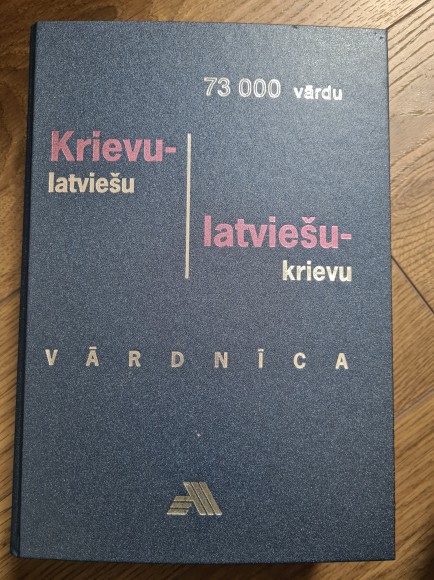 73 000 vārdu
Krievu-
latviešu
latviešu-
krievu
VĀRDNĪCA